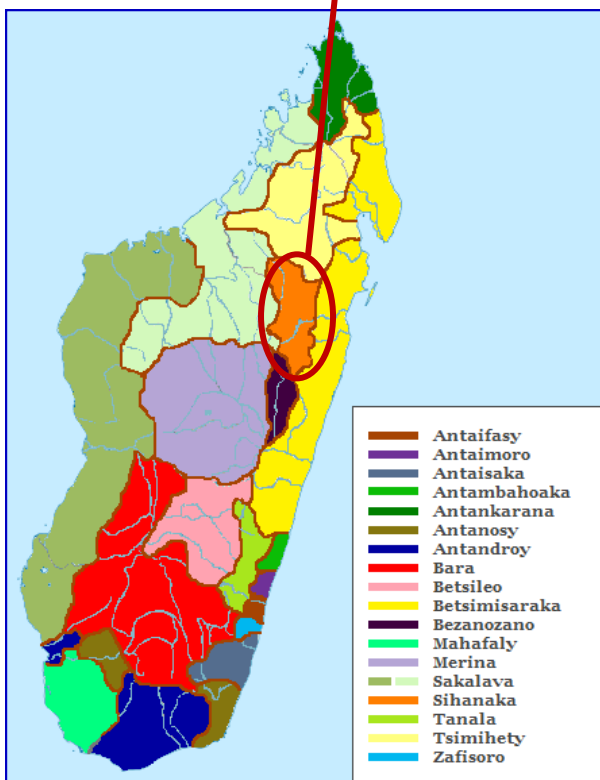 Antaifasy
Antaimoro
Antaisaka
Antambahoaka
Antankarana
Antanosy
Antandroy
Bara
Betsileo
Betsimisaraka
Bezanozano
Mahafaly
Merina
Sakalava
Sihanaka
Tanala
Tsimihety
Zafisoro